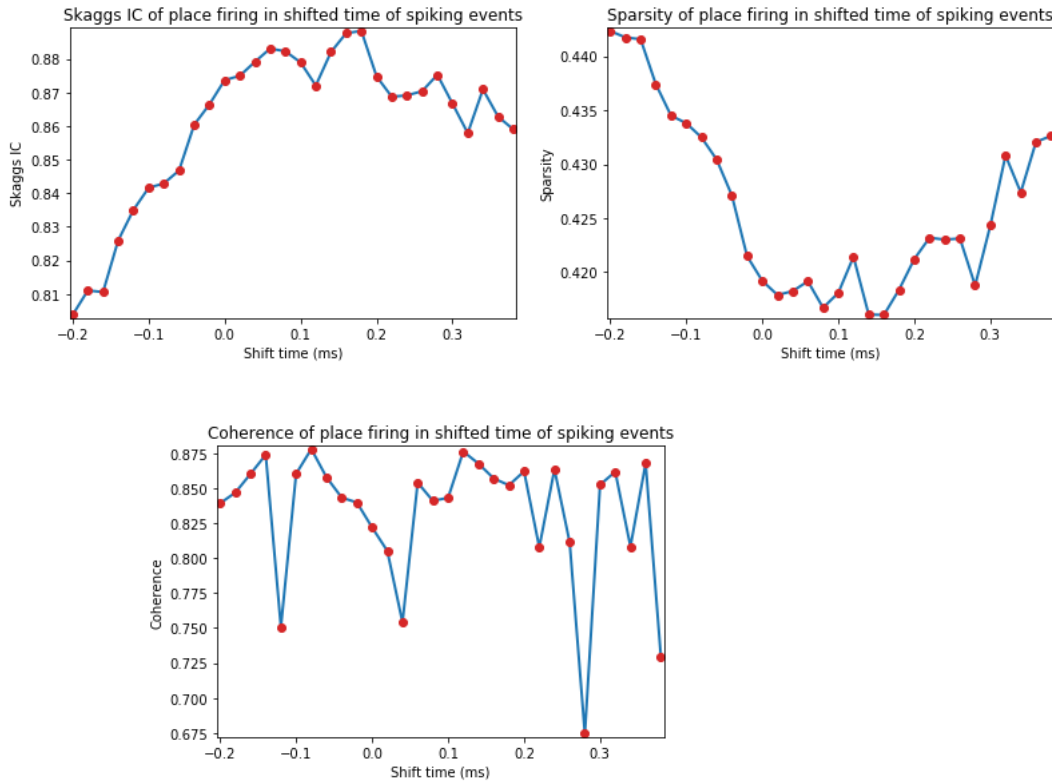 Skaggs IC of place firing in shifted time of spiking events
Skaggs IC
0.88
0.87
0.86
0.85
0.84
0.83
0.82
0.81
−0.2 −0.1 0.0 0.1 0.2 0.3
Shift time (ms)
Sparsity of place firing in shifted time of spiking events
Sparsity
0.440
0.435
0.430
0.425
0.420
−0.2 −0.1 0.0 0.1 0.2 0.3
Shift time (ms)
Coherence of place firing in shifted time of spiking events
Coherence
0.875
0.850
0.825
0.800
0.775
0.750
0.725
0.700
0.675
−0.2 −0.1 0.0 0.1 0.2 0.3
Shift time (ms)